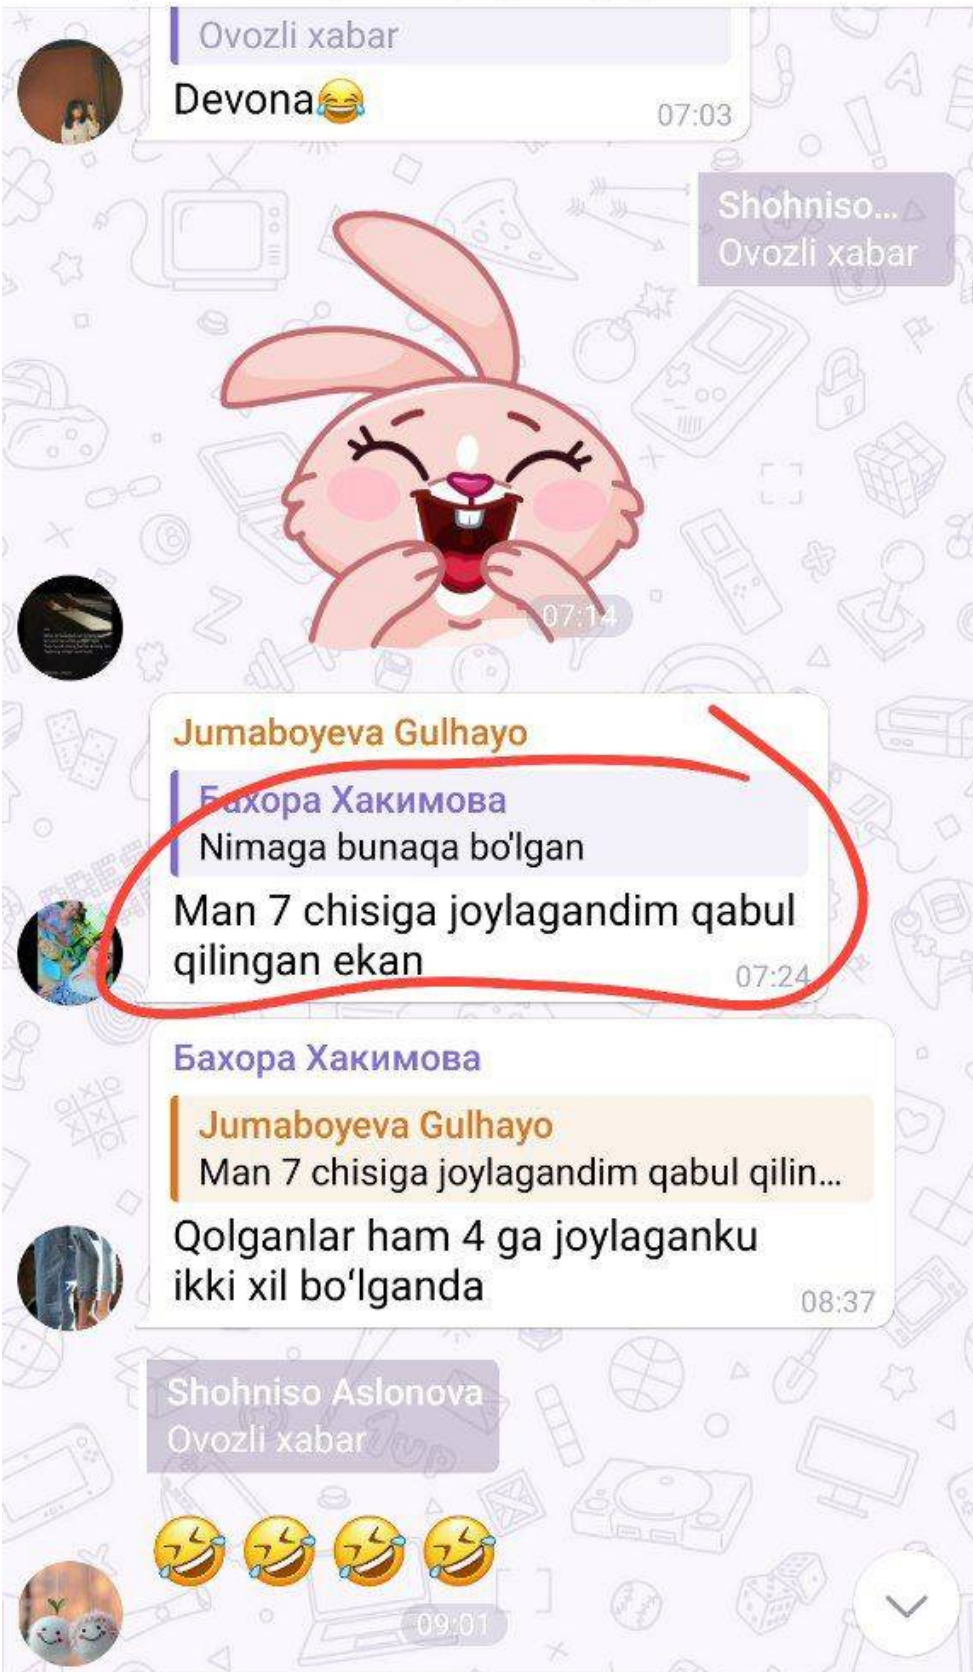 Ovozli xabar
Devona😂
07:03
Shohniso...
Ovozli xabar
07:14
Jumaboyeva Gulhayo
Бахора Хакимова
Nimaga bunaqa bo'lgan
Man 7 chisiga joylagandim qabul
qilingan ekan
07:24
Бахора Хакимова
Jumaboyeva Gulhayo
Man 7 chisiga joylagandim qabul qilin...
Qolganlar ham 4 ga joylaganku
ikki xil boʻlganda
08:37
Shohniso Aslonova
Ovozli xabar
🤣🤣🤣🤣
09:01